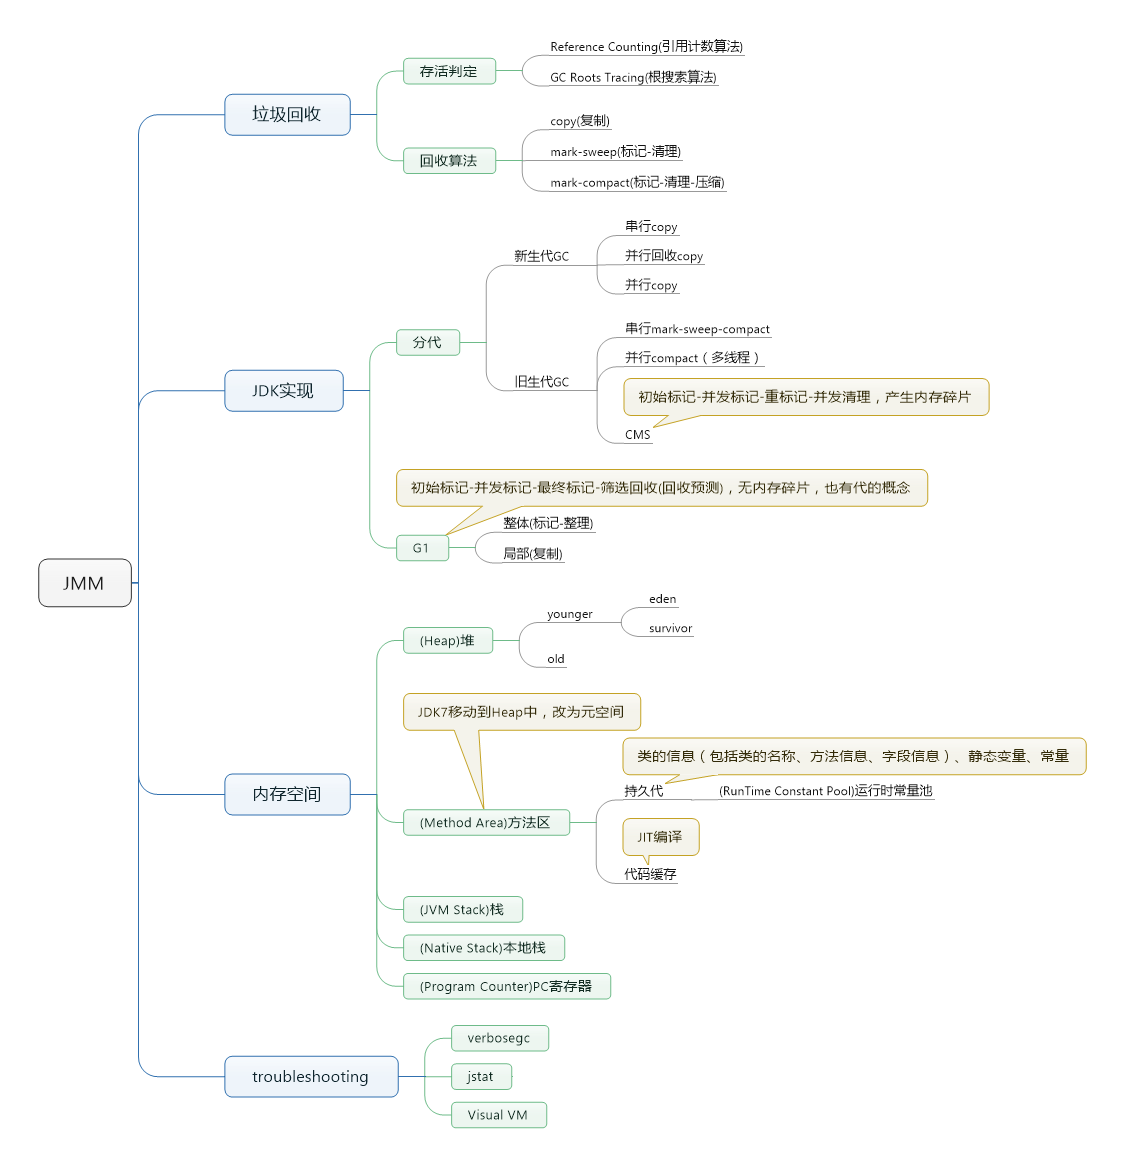 JMM
垃圾回收
存活判定
Reference Counting(引用计数算法)
GC Roots Tracing(根搜索算法)
回收算法
copy(复制)
mark-sweep(标记-清理)
mark-compact(标记-清理-压缩)
JDK实现
分代
新生代GC
串行copy
并行回收copy
并行copy
旧生代GC
串行mark-sweep-compact
并行compact（多线程）
初始标记-并发标记-重标记-并发清理，产生内存碎片
CMS
初始标记-并发标记-最终标记-筛选回收(回收预测)，无内存碎片，也有代的概念
G1
整体(标记-整理)
局部(复制)
内存空间
(Heap)堆
younger
eden
survivor
old
JDK7移动到Heap中，改为元空间
(Method Area)方法区
类的信息（包括类的名称、方法信息、字段信息）、静态变量、常量
持久代
(RunTime Constant Pool)运行时常量池
JIT编译
代码缓存
(JVM Stack)栈
(Native Stack)本地栈
(Program Counter)PC寄存器
troubleshooting
verbosegc
jstat
Visual VM